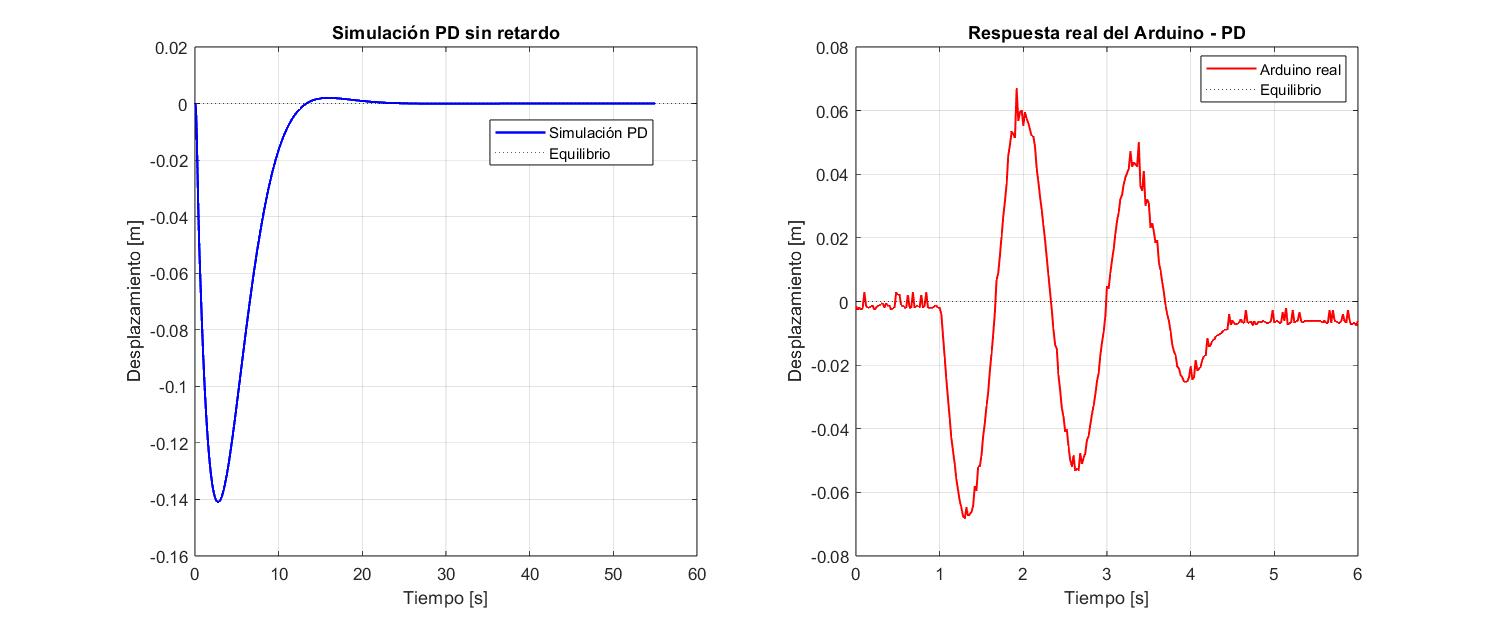 Simulación PD sin retardo
0.02
0
-0.02
-0.04
-0.06
-0.08
-0.1
-0.12
-0.14
-0.16
Desplazamiento [m]
Simulación PD
Equilibrio
0 10 20 30 40 50 60
Tiempo [s]
Respuesta real del Arduino - PD
0.08
0.06
0.04
0.02
0
-0.02
-0.04
-0.06
-0.08
Desplazamiento [m]
Arduino real
Equilibrio
0 1 2 3 4 5 6
Tiempo [s]